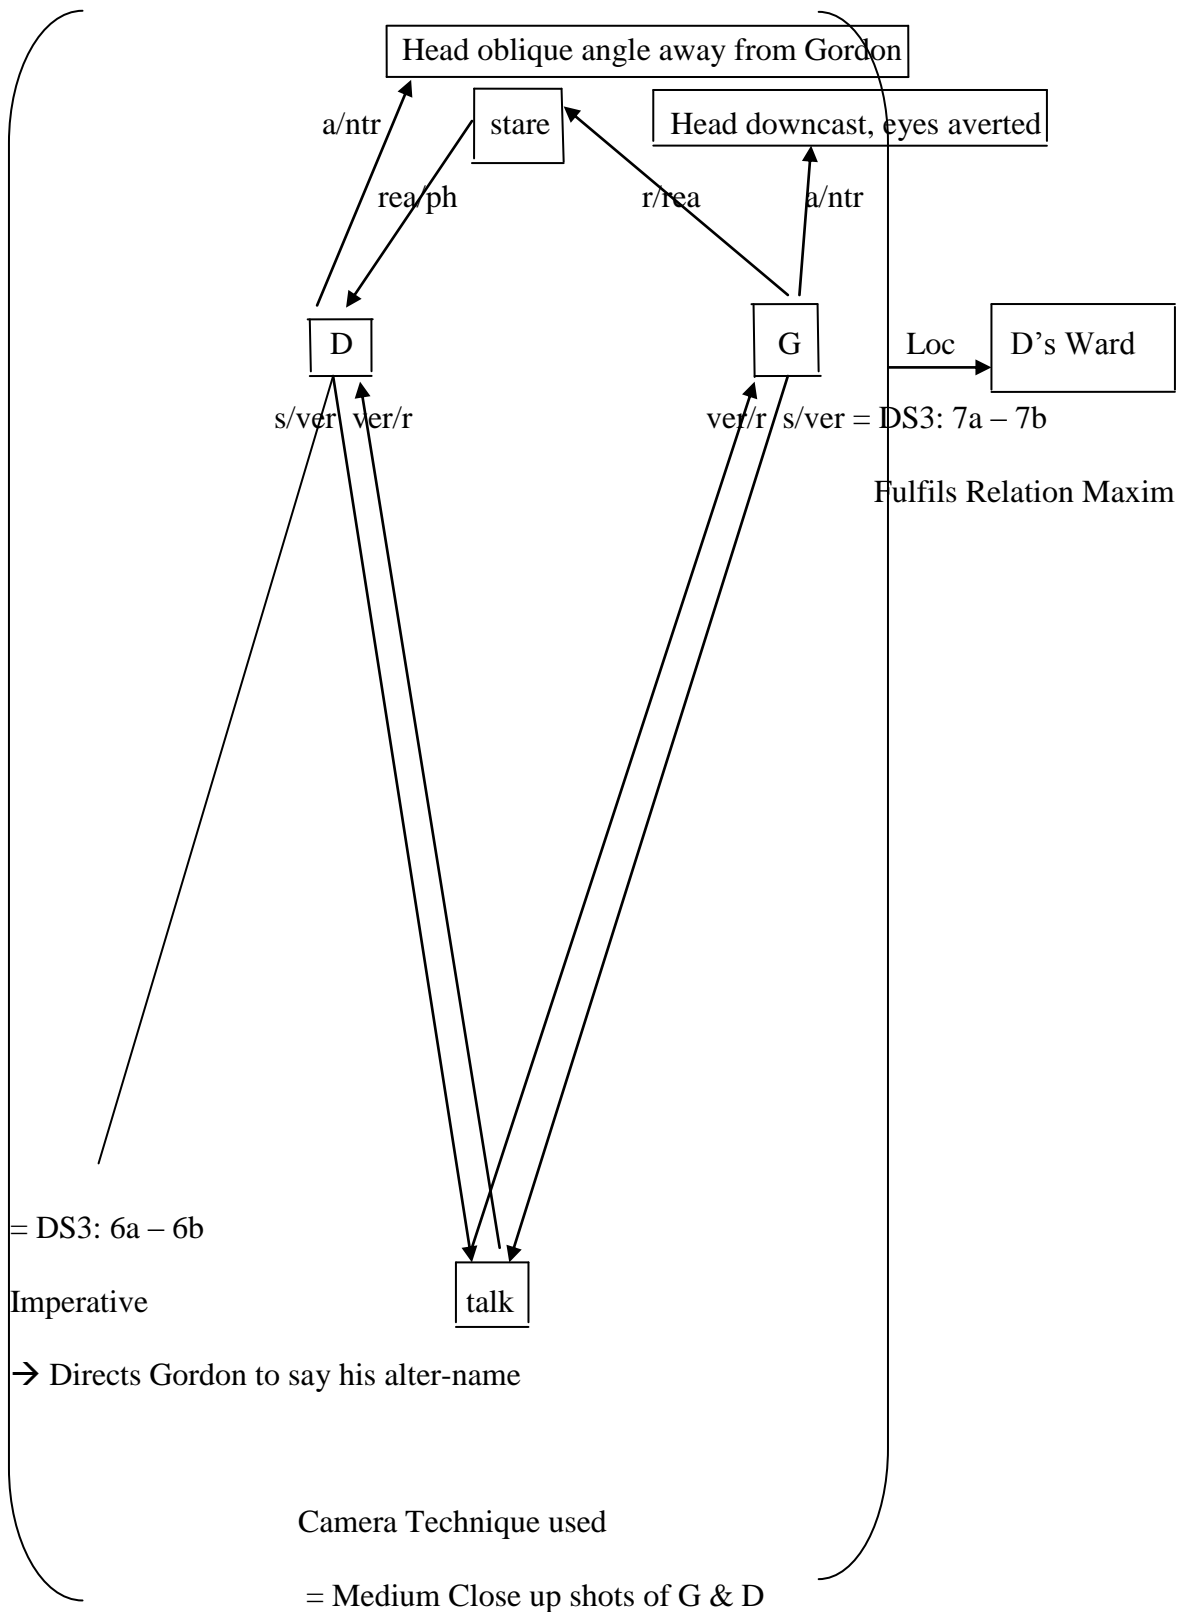 Head oblique angle away from Gordon
a/ntr
stare
Head downcast, eyes averted
rea/ph
r/rea
a/ntr
D
G
Loc
D’s Ward
s/ver
ver/r
ver/r
s/ver = DS3: 7a – 7b
Fulfils Relation Maxim
= DS3: 6a – 6b
Imperative
talk
→ Directs Gordon to say his alter-name
Camera Technique used
= Medium Close up shots of G & D